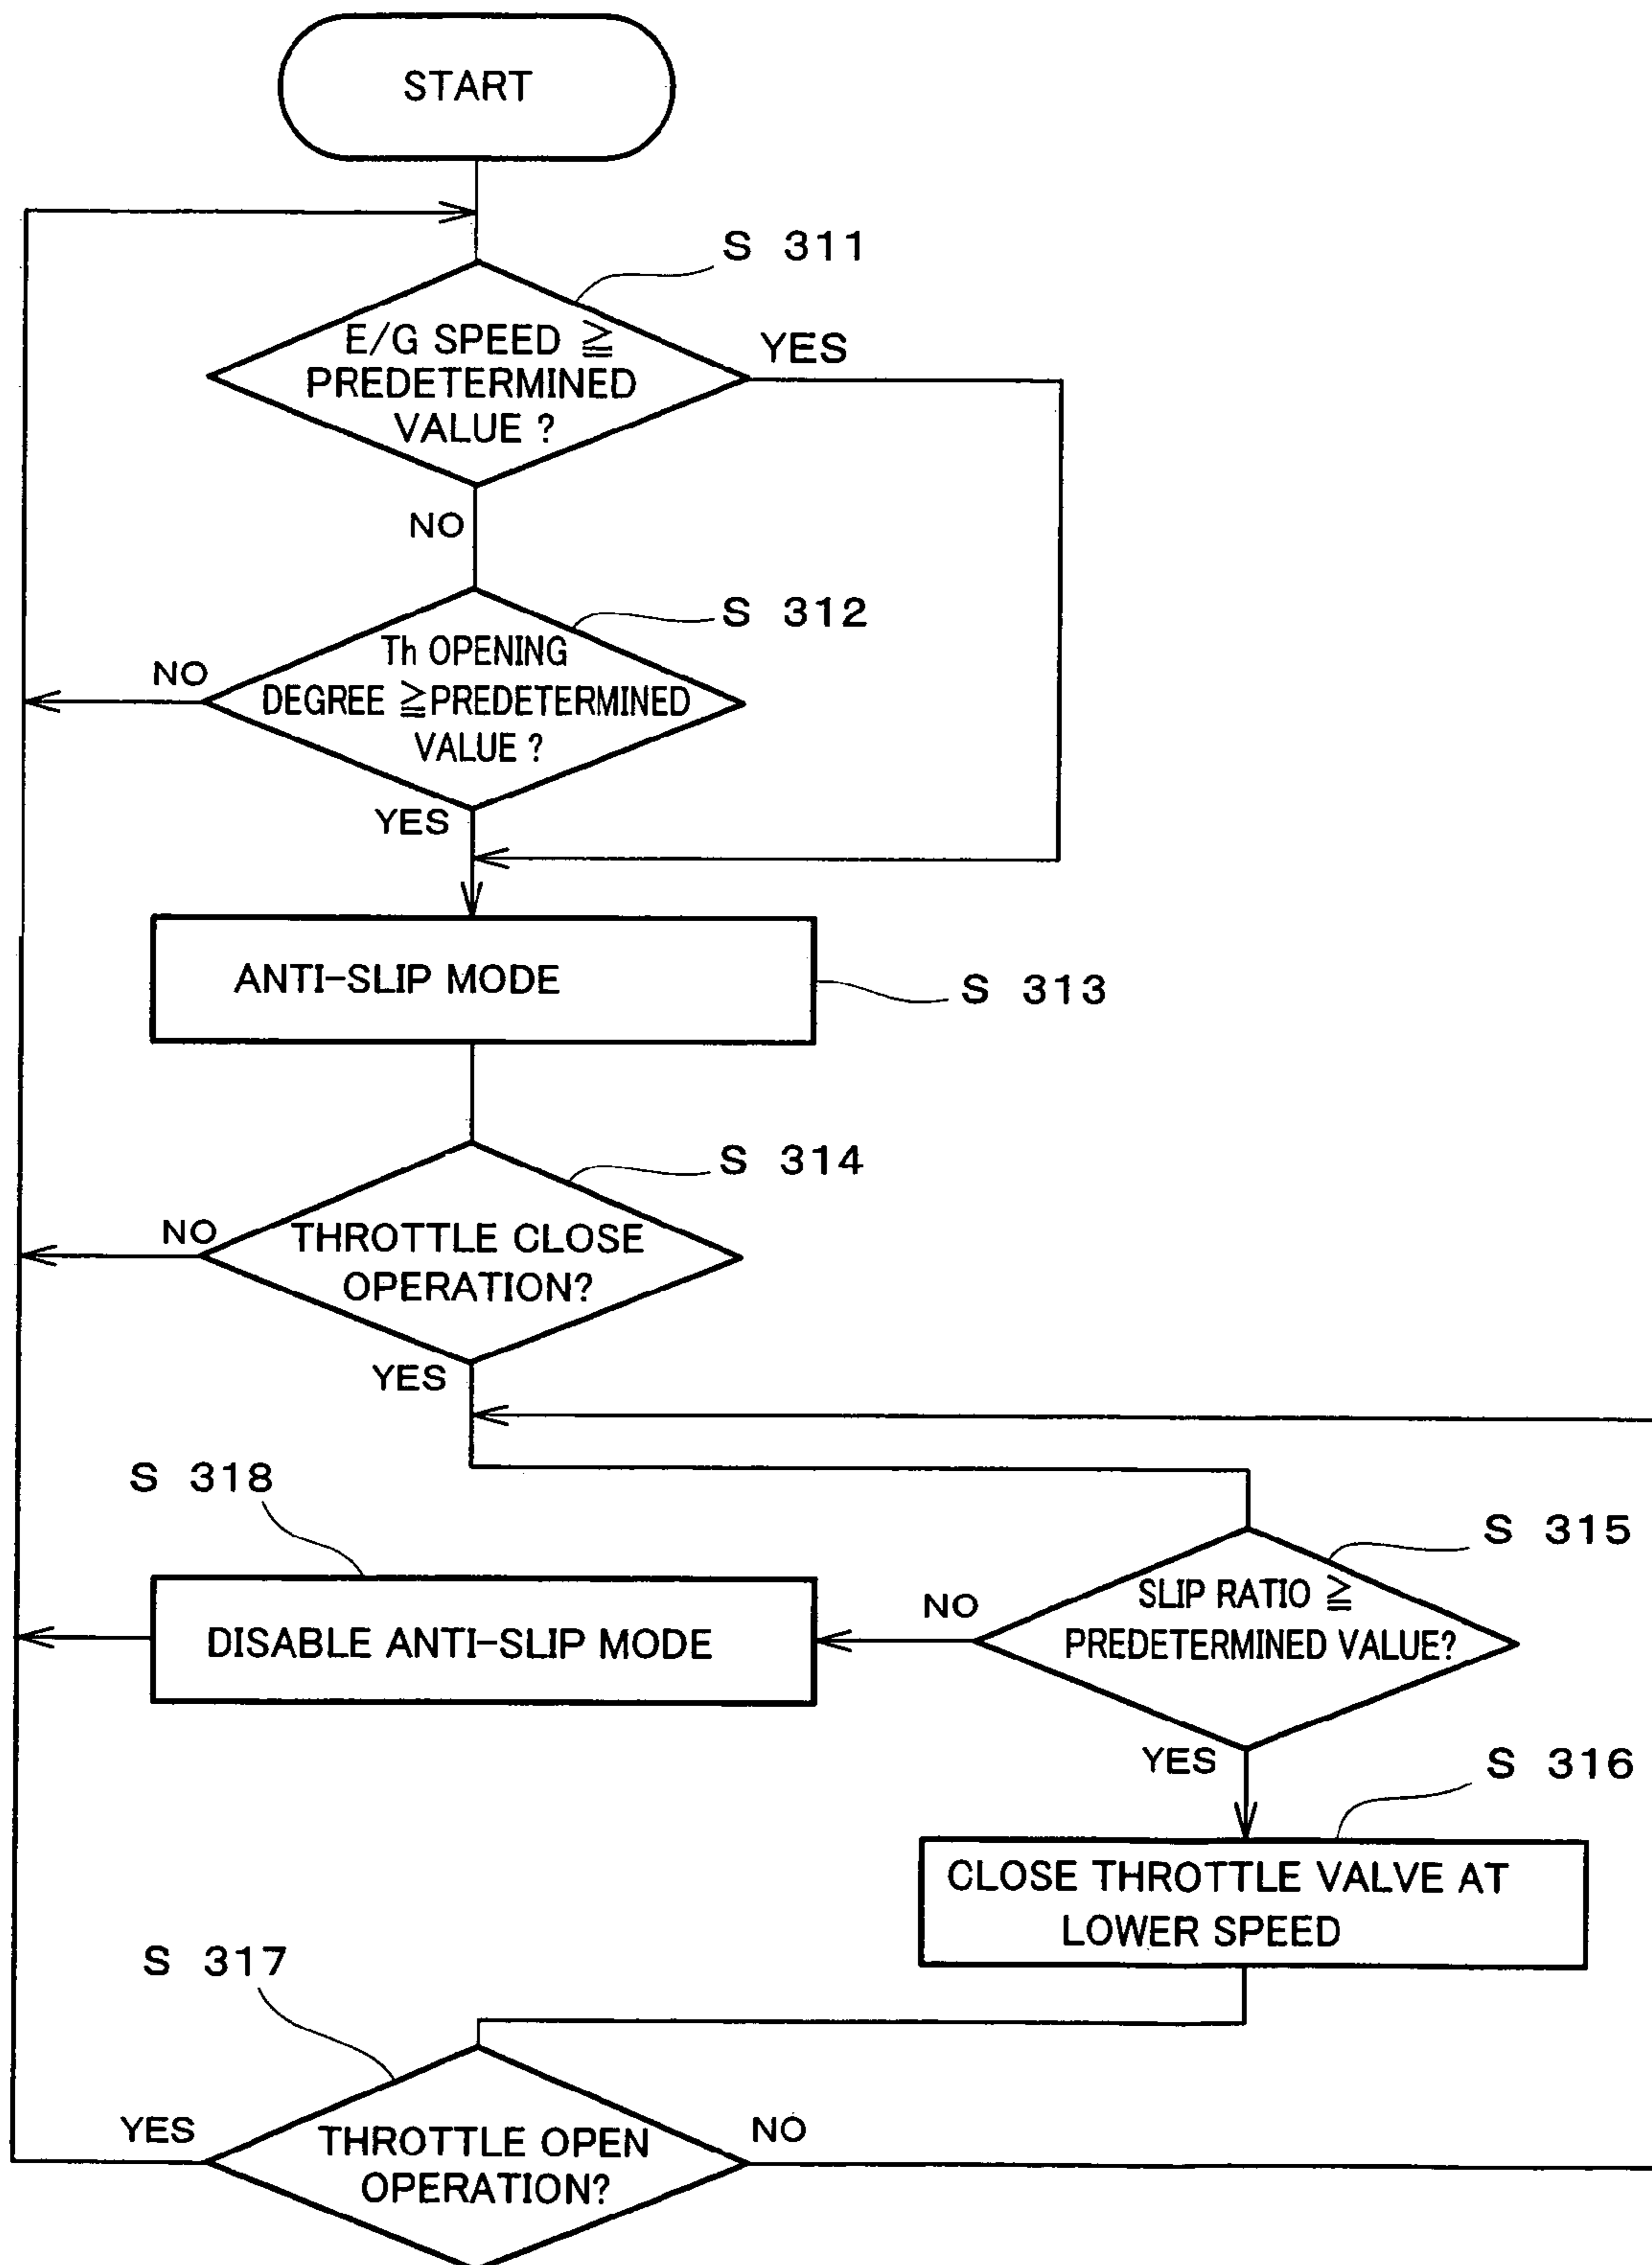 START
S 311
E/G SPEED ≧
PREDETERMINED
VALUE ?
YES
NO
S 312
Th OPENING
DEGREE ≧PREDETERMINED
VALUE ?
NO
YES
ANTI-SLIP MODE
S 313
S 314
THROTTLE CLOSE
OPERATION?
NO
YES
S 318
S 315
SLIP RATIO ≧
PREDETERMINED VALUE?
NO
DISABLE ANTI-SLIP MODE
YES
S 316
CLOSE THROTTLE VALVE AT
LOWER SPEED
S 317
YES
THROTTLE OPEN
OPERATION?
NO